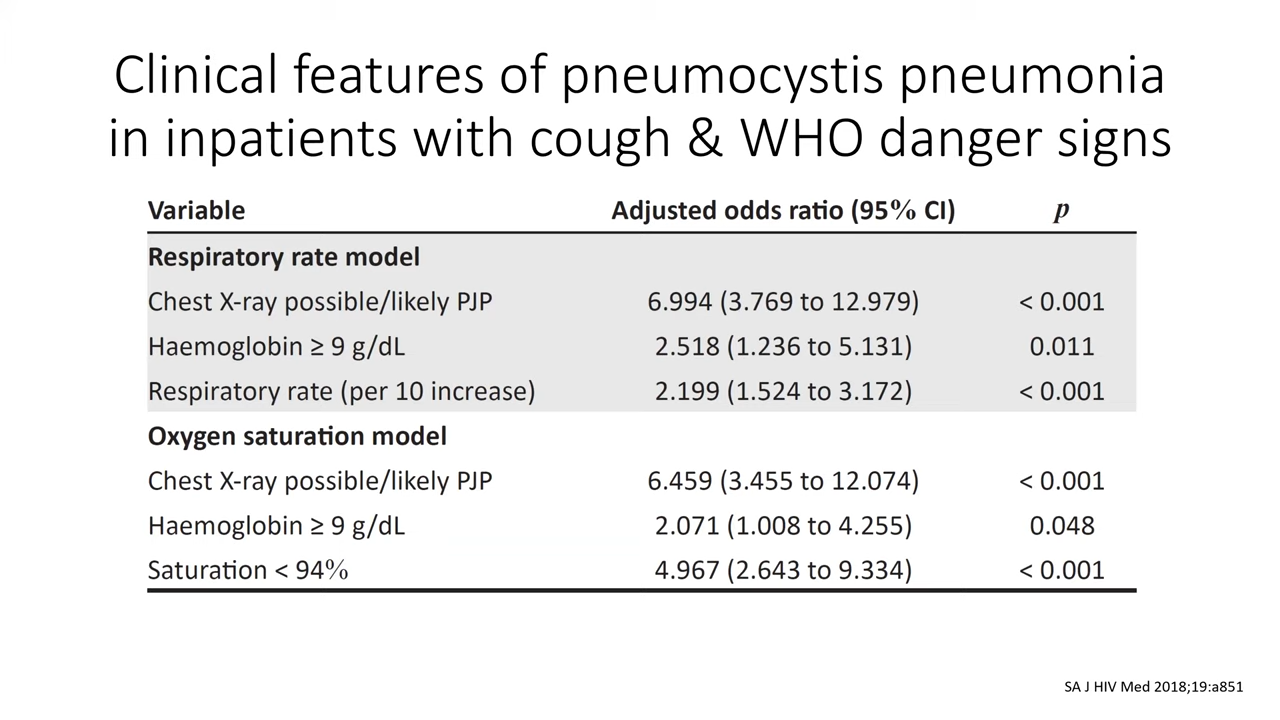 Clinical features of pneumocystis pneumonia
in inpatients with cough & WHO danger signs
Variable Adjusted odds ratio (95% CI) p
Respiratory rate model
Chest X-ray possible/likely PJP 6.994 (3.769 to 12.979) < 0.001
Haemoglobin ≥ 9 g/dL 2.518 (1.236 to 5.131) 0.011
Respiratory rate (per 10 increase) 2.199 (1.524 to 3.172) < 0.001
Oxygen saturation model
Chest X-ray possible/likely PJP 6.459 (3.455 to 12.074) < 0.001
Haemoglobin ≥ 9 g/dL 2.071 (1.008 to 4.255) 0.048
Saturation < 94% 4.967 (2.643 to 9.334) < 0.001
SA J HIV Med 2018;19:a851